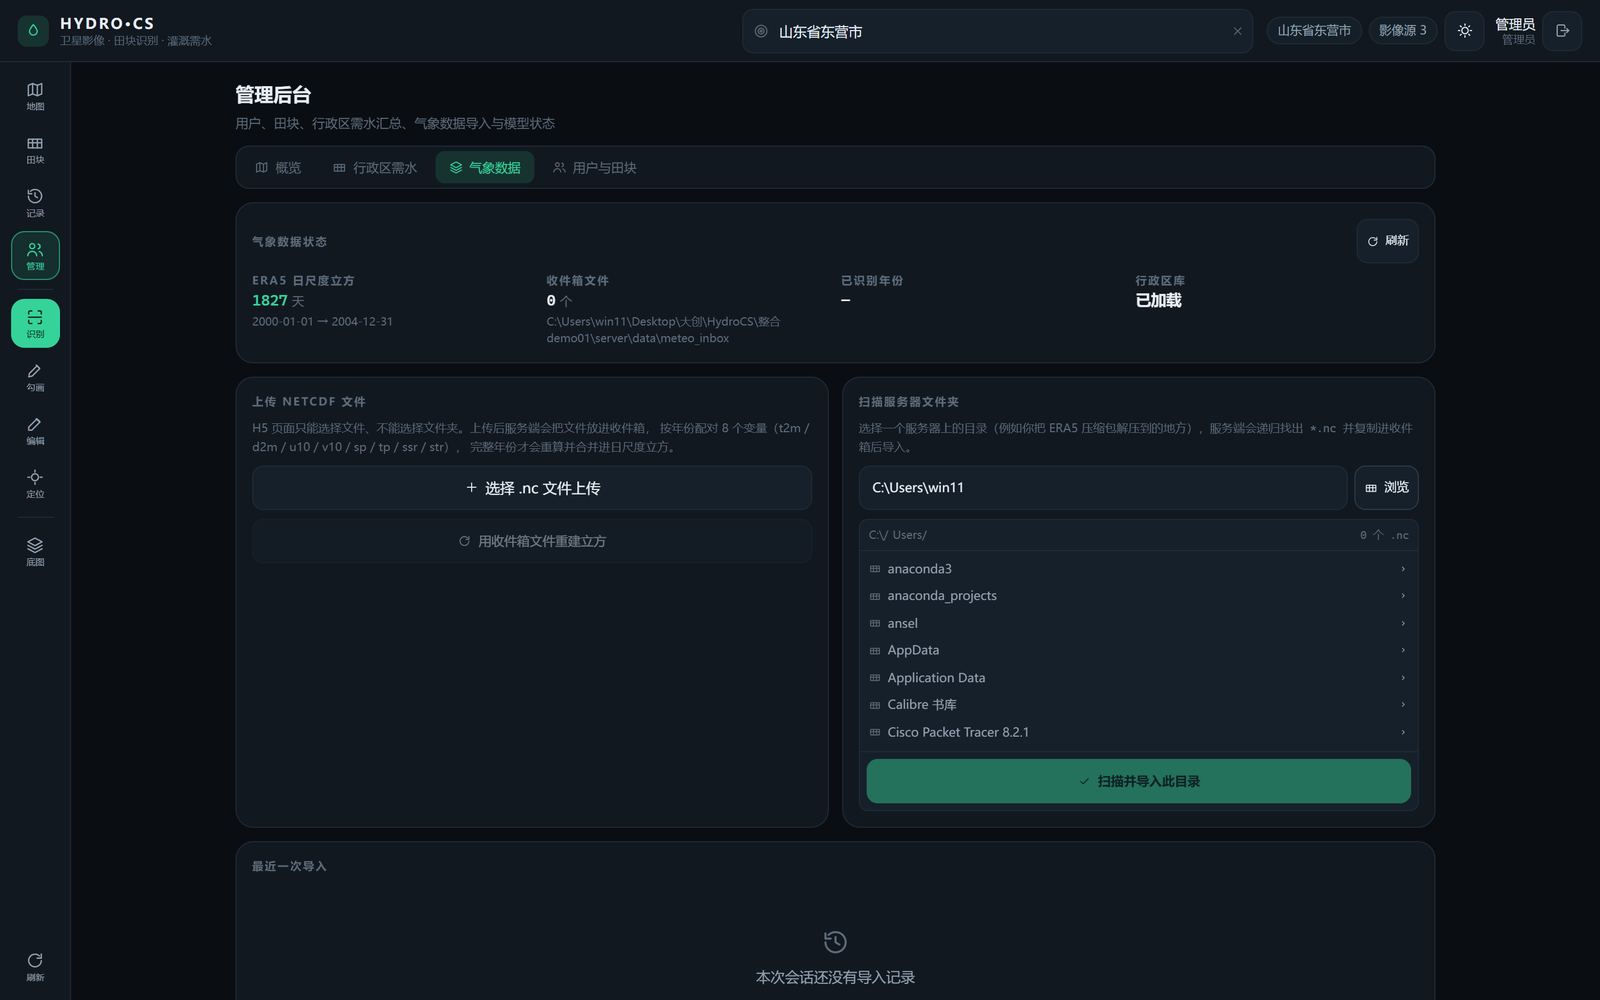 HYDRO•CS
卫星影像 · 田块识别 · 灌溉需水
山东省东营市
山东省东营市
影像源 3
管理员
管理员
地图
田块
记录
管理
识别
勾画
编辑
定位
底图
刷新
管理后台
用户、田块、行政区需水汇总、气象数据导入与模型状态
概览
行政区需水
气象数据
用户与田块
气象数据状态
刷新
ERA5 日尺度立方
1827 天
2000-01-01 → 2004-12-31
收件箱文件
0 个
C:\Users\win11\Desktop\大创\HydroCS\整合
demo01\server\data\meteo_inbox
已识别年份
—
行政区库
已加载
上传 NETCDF 文件
H5 页面只能选择文件、不能选择文件夹。上传后服务端会把文件放进收件箱， 按年份配对 8 个变量（t2m /
d2m / u10 / v10 / sp / tp / ssr / str）， 完整年份才会重算并合并进日尺度立方。
+ 选择 .nc 文件上传
用收件箱文件重建立方
扫描服务器文件夹
选择一个服务器上的目录（例如你把 ERA5 压缩包解压到的地方），服务端会递归找出 *.nc 并复制进收件
箱后导入。
C:\Users\win11
浏览
C:\/ Users/
0 个 .nc
anaconda3
anaconda_projects
ansel
AppData
Application Data
Calibre 书库
Cisco Packet Tracer 8.2.1
扫描并导入此目录
最近一次导入
本次会话还没有导入记录